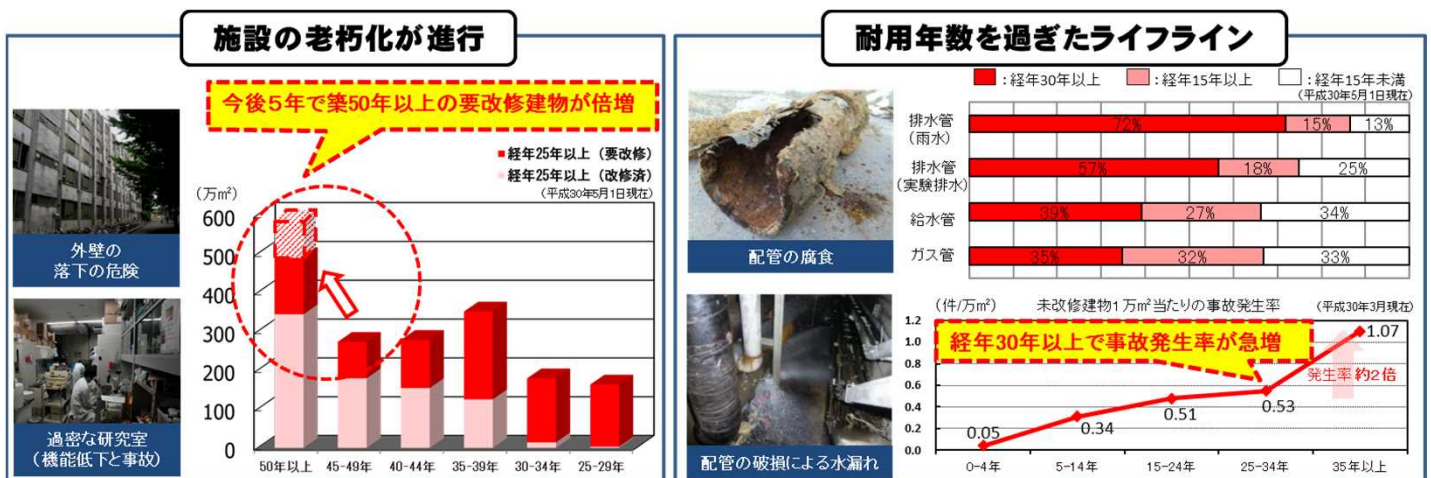 施設の老朽化が進行
今後5年で築50年以上の要改修建物が倍増
■経年25年以上（要改修）
■経年25年以上（改修済）
（平成30年5月1日現在）
（万㎡）
600
500
400
300
200
100
0
50年以上 45-49年 40-44年 35-39年 30-34年 25-29年
外壁の
落下の危険
過密な研究室
（機能低下と事故）
耐用年数を過ぎたライフライン
：経年30年以上 ：経年15年以上 ：経年15年未満
（平成30年5月1日現在）
排水管
（雨水）
72% 15% 13%
排水管
（実験排水）
57% 18% 25%
給水管
39% 27% 34%
ガス管
35% 32% 33%
配管の腐食
配管の破損による水漏れ
（件/万㎡） 未改修建物1万㎡当たりの事故発生率 （平成30年3月現在）
1.2
1.0
0.8
0.6
0.4
0.2
0.0
経年30年以上で事故発生率が急増
発生率 約2倍
0.05 0.34 0.51 0.53 1.07
0-4年 5-14年 15-24年 25-34年 35年以上